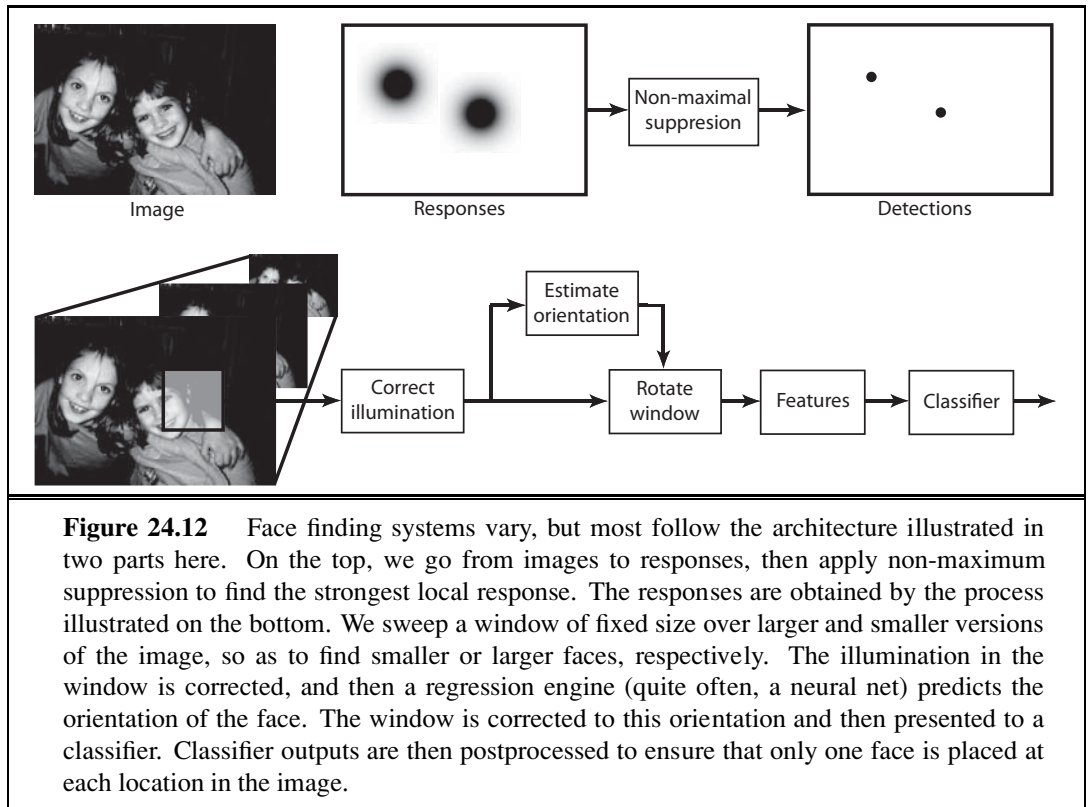 Non-maximal
suppresion
Image
Responses
Detections
Estimate
orientation
Correct
illumination
Rotate
window
Features
Classifier
Figure 24.12 Face finding systems vary, but most follow the architecture illustrated in
two parts here. On the top, we go from images to responses, then apply non-maximum
suppression to find the strongest local response. The responses are obtained by the process
illustrated on the bottom. We sweep a window of fixed size over larger and smaller versions
of the image, so as to find smaller or larger faces, respectively. The illumination in the
window is corrected, and then a regression engine (quite often, a neural net) predicts the
orientation of the face. The window is corrected to this orientation and then presented to a
classifier. Classifier outputs are then postprocessed to ensure that only one face is placed at
each location in the image.